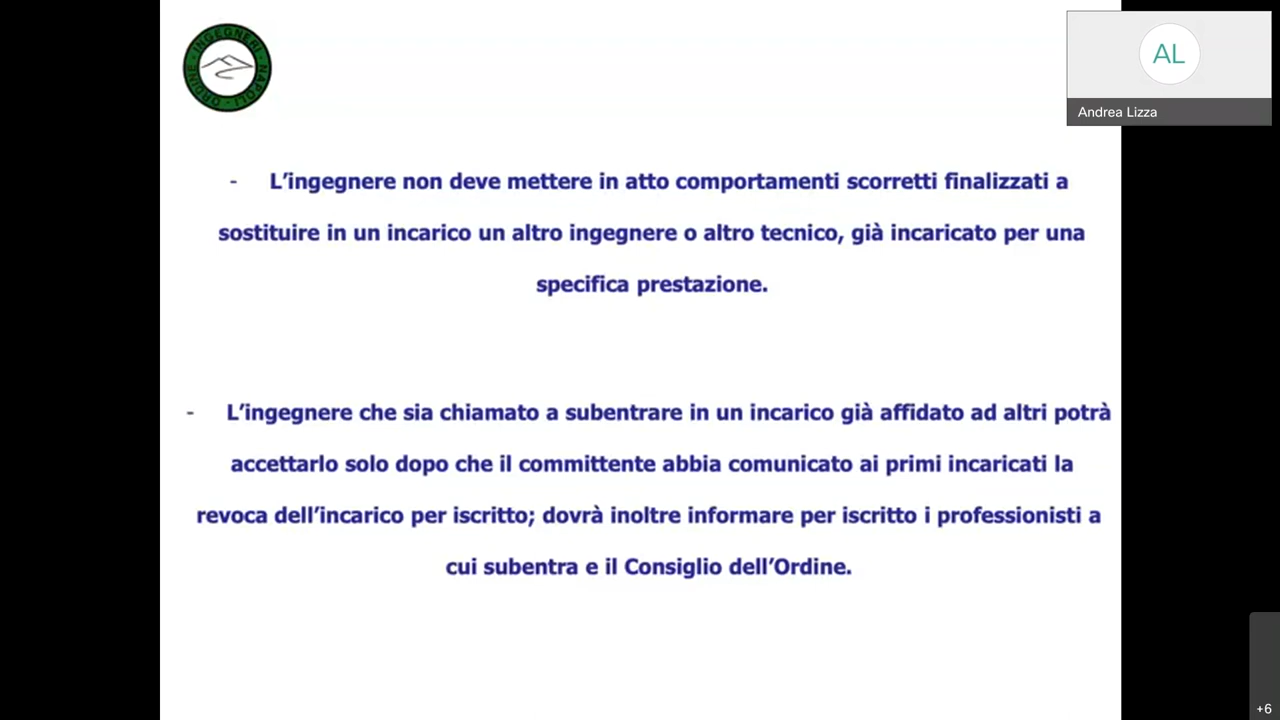 ORDINE · INGEGNERI · NAPOLI ·
AL
Andrea Lizza
- L’ingegnere non deve mettere in atto comportamenti scorretti finalizzati a
sostituire in un incarico un altro ingegnere o altro tecnico, già incaricato per una
specifica prestazione.
- L’ingegnere che sia chiamato a subentrare in un incarico già affidato ad altri potrà
accettarlo solo dopo che il committente abbia comunicato ai primi incaricati la
revoca dell’incarico per iscritto; dovrà inoltre informare per iscritto i professionisti a
cui subentra e il Consiglio dell’Ordine.
+6